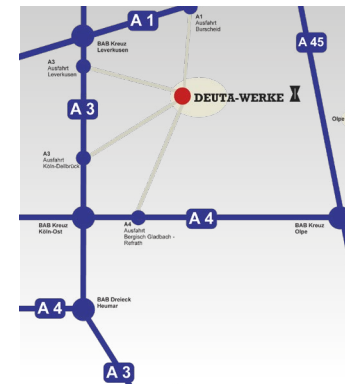 A 1
A1
Ausfahrt
Burscheid
BAB Kreuz
Leverkusen
A 45
A3
Ausfahrt
Leverkusen
DEUTA-WERKE
A 3
Olpe
A3
Ausfahrt
Köln-Dellbrück
BAB Kreuz
Köln-Ost
A4
Ausfahrt
Bergisch Gladbach -
Refrath
A 4
BAB Kreuz
Olpe
BAB Dreieck
Heumar
A 4
A 3